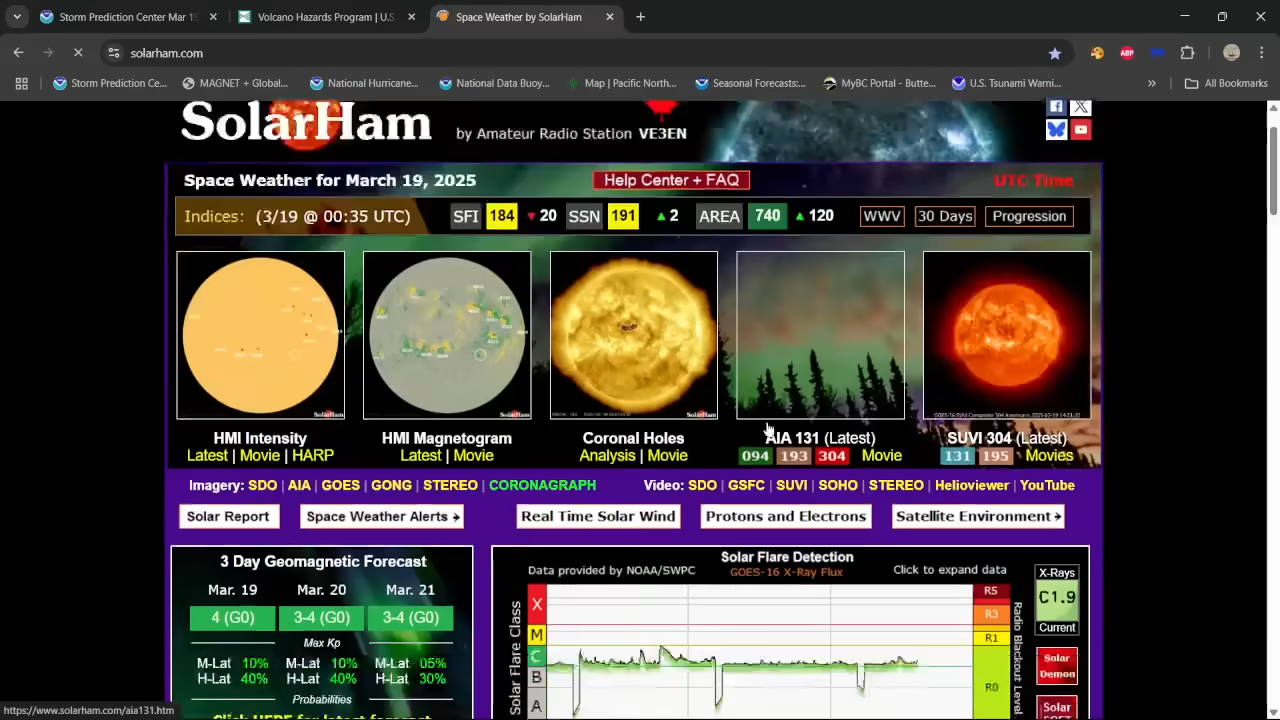 Storm Prediction Center Mar 19
Volcano Hazards Program | U.S.
Space Weather by SolarHam
solarham.com
ABP
Storm Prediction Ce...
MAGNET + Global...
National Hurricane...
National Data Buoy...
Map | Pacific North...
Seasonal Forecasts:...
MyBC Portal - Butte...
U.S. Tsunami Warni...
All Bookmarks
SolarHam by Amateur Radio Station VE3EN
Space Weather for March 19, 2025
Help Center + FAQ
UTC Time
Indices: (3/19 @ 00:35 UTC) SFI 184 ▼ 20 SSN 191 ▲ 2 AREA 740 ▲ 120 WWV 30 Days Progression
HMI Intensity
Latest | Movie | HARP
HMI Magnetogram
Latest | Movie
Coronal Holes
Analysis | Movie
AIA 131 (Latest)
094 193 304 Movie
SUVI 304 (Latest)
131 195 Movies
Imagery: SDO | AIA | GOES | GONG | STEREO | CORONAGRAPH
Video: SDO | GSFC | SUVI | SOHO | STEREO | Helioviewer | YouTube
Solar Report
Space Weather Alerts →
Real Time Solar Wind
Protons and Electrons
Satellite Environment →
3 Day Geomagnetic Forecast
Mar. 19 Mar. 20 Mar. 21
4 (G0) 3-4 (G0) 3-4 (G0)
Max Kp
M-Lat 10% M-Lat 10% M-Lat 05%
H-Lat 40% H-Lat 40% H-Lat 30%
Probabilities
Click HERE for latest forecast
Solar Flare Detection
Data provided by NOAA/SWPC
GOES-16 X-Ray Flux
Click to expand data
Solar Flare Class
X
M
C
B
A
R5
R3
R1
R0
Radio Blackout Level
X-Rays
C1.9
Current
Solar
Demon
Solar
https://www.solarham.com/aia131.htm